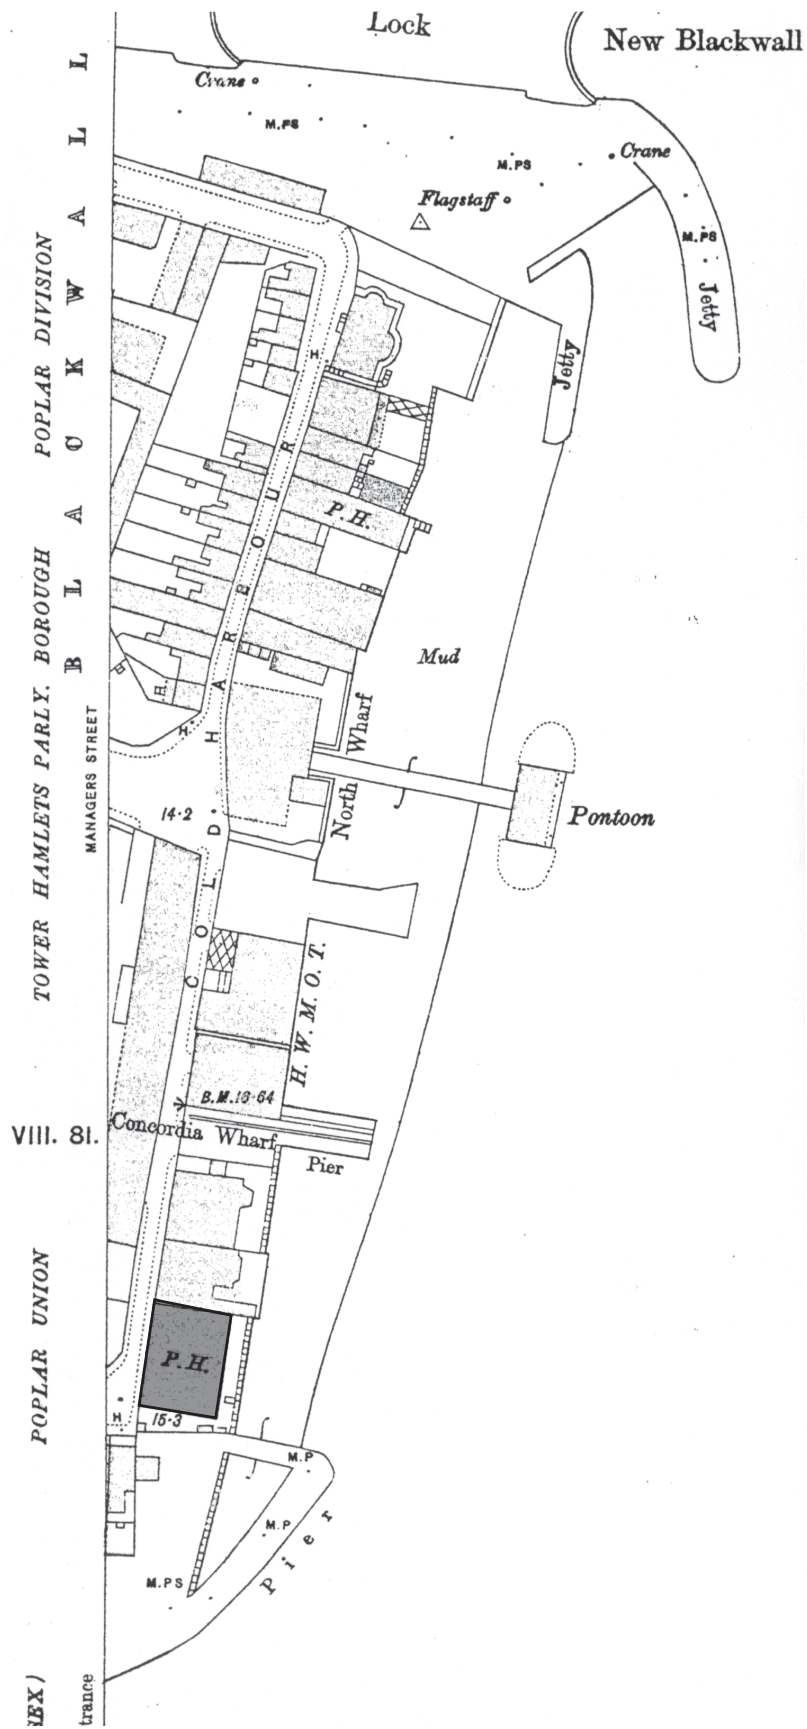 Lock
New Blackwall
Crane
M.PS
M.PS
Crane
Flagstaff
M.PS
Jetty
Jetty
H
P.H.
Mud
COLDHARBOUR
H
H
North Wharf
14·2
Pontoon
H.W.M.O.T.
B.M.16·64
Concordia Wharf
Pier
VIII. 81.
P.H.
15·3
H
M.P
M.P
M.PS
Pier
BLACKWALL
POPLAR DIVISION
TOWER HAMLETS PARLY. BOROUGH
MANAGERS STREET
POPLAR UNION
SEX)
trance